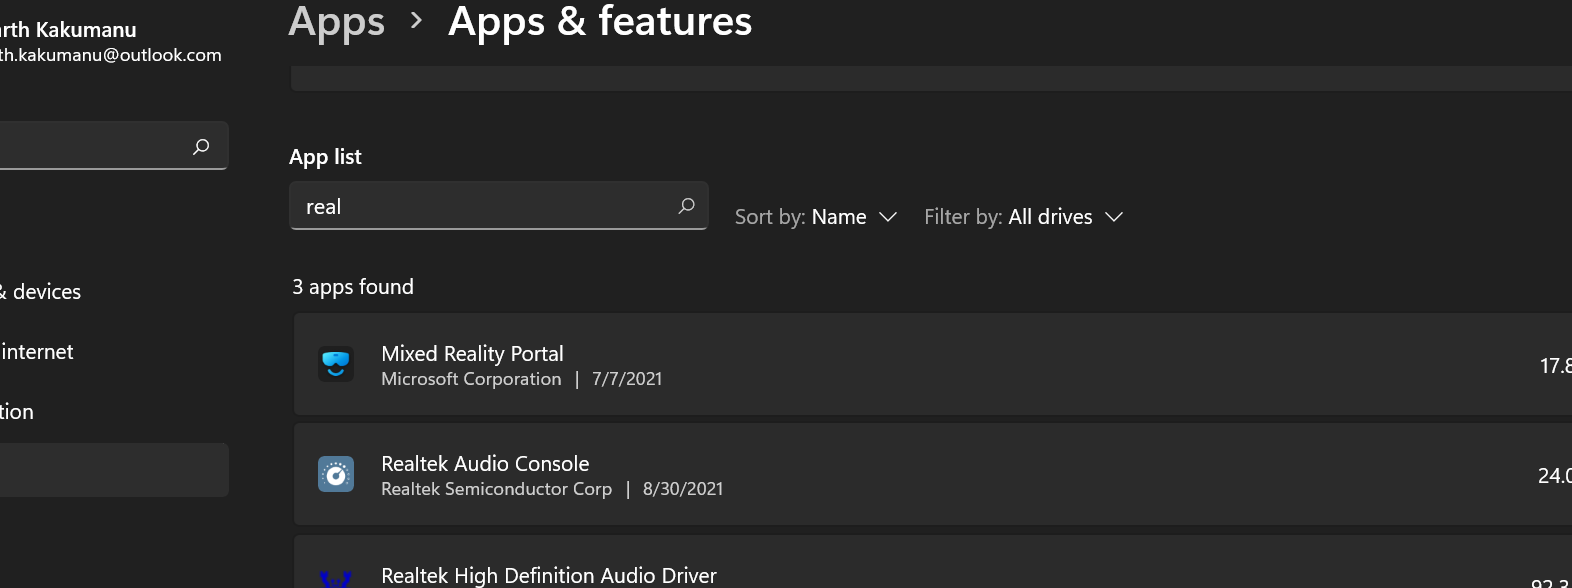 arth Kakumanu
th.kakumanu@outlook.com
Apps > Apps & features
App list
real
Sort by: Name
Filter by: All drives
3 apps found
& devices
internet
tion
Mixed Reality Portal
Microsoft Corporation | 7/7/2021
17.8
Realtek Audio Console
Realtek Semiconductor Corp | 8/30/2021
24.0
Realtek High Definition Audio Driver
92.3